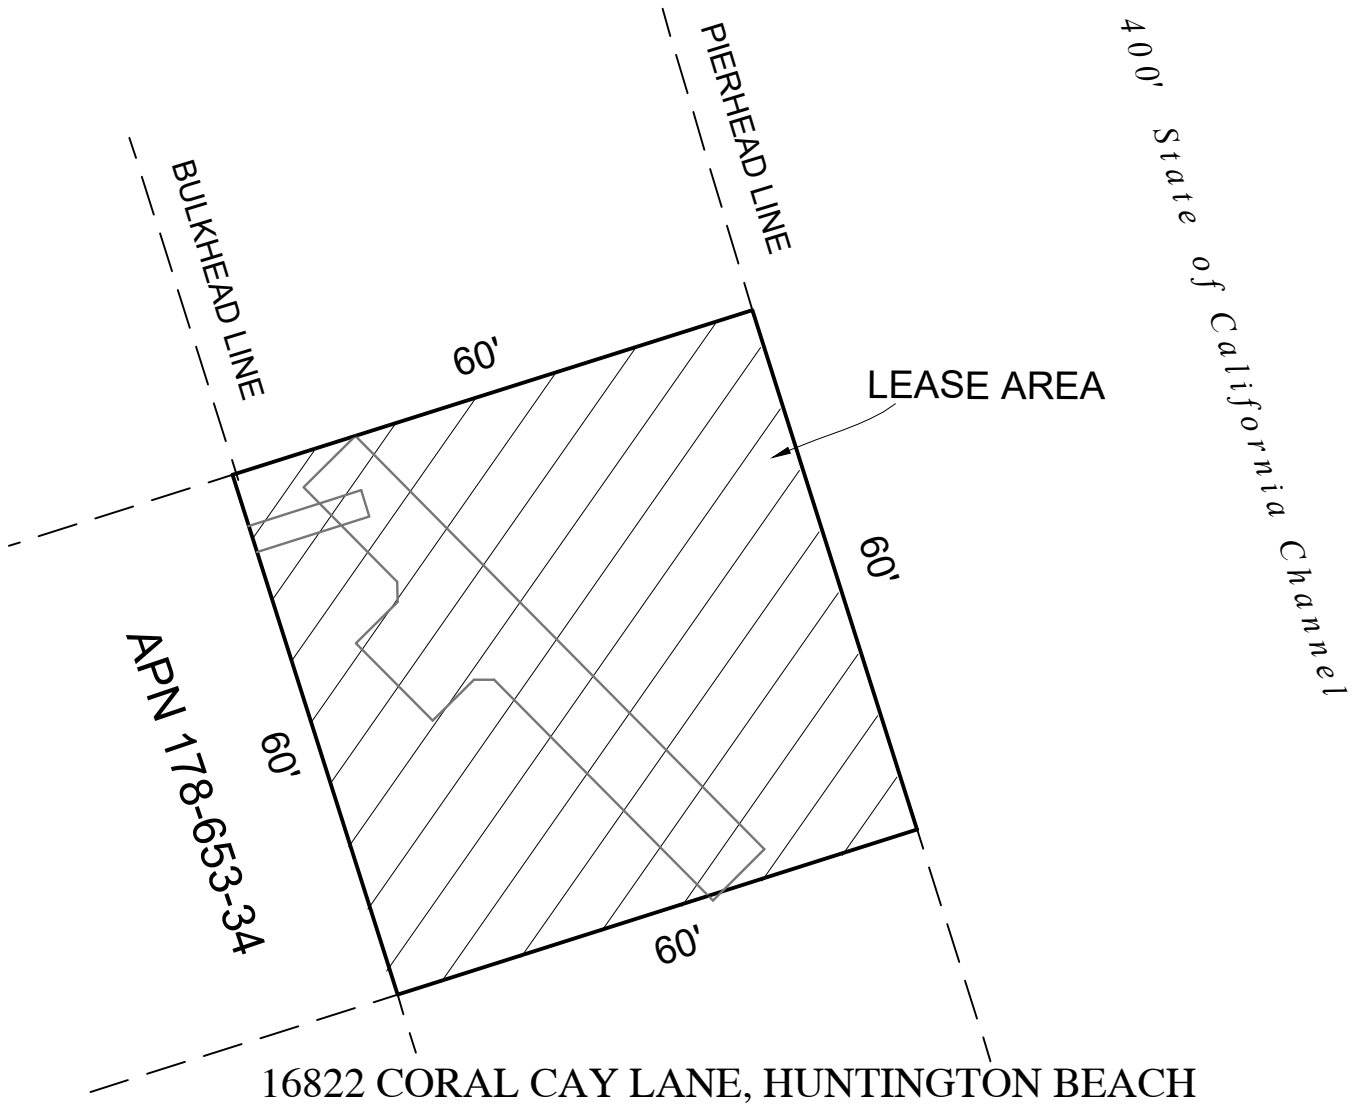 PIERHEAD LINE
400' State of California Channel
BULKHEAD LINE
60'
LEASE AREA
60'
APN 178-653-34
60'
60'
16822 CORAL CAY LANE, HUNTINGTON BEACH